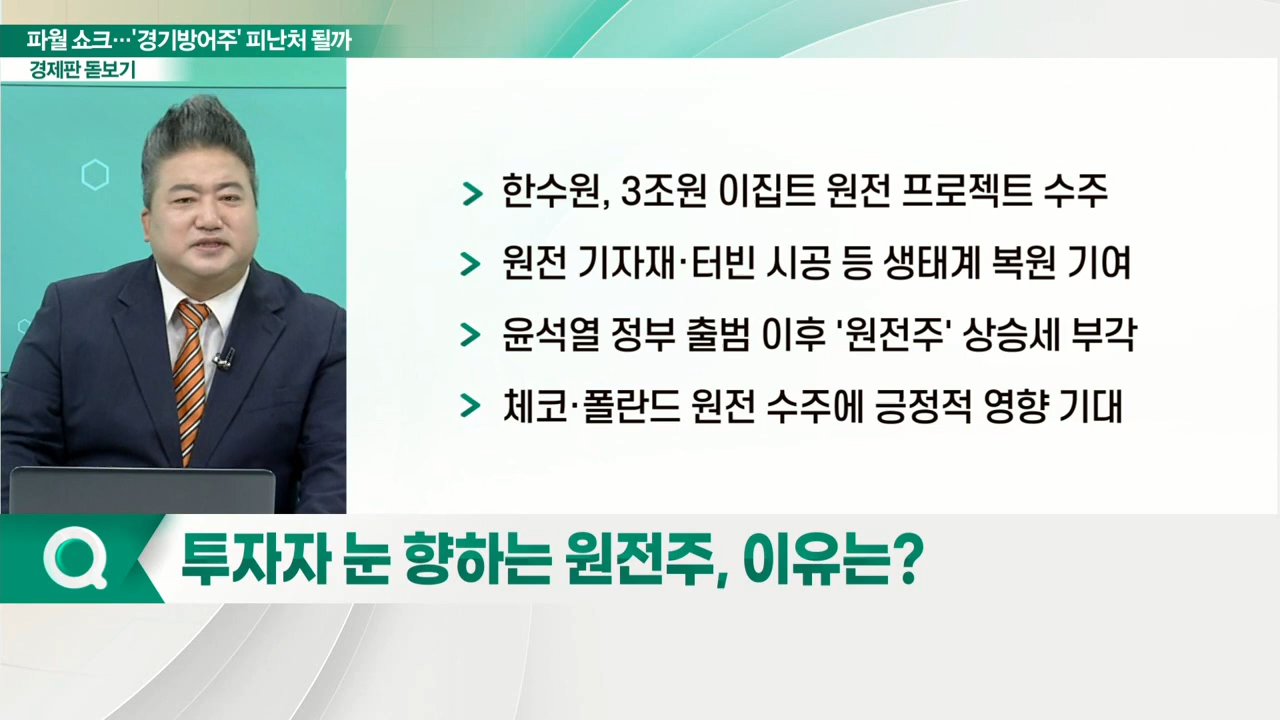 파월 쇼크…'경기방어주' 피난처 될까
경제판 돋보기
> 한수원, 3조원 이집트 원전 프로젝트 수주
> 원전 기자재·터빈 시공 등 생태계 복원 기여
> 윤석열 정부 출범 이후 '원전주' 상승세 부각
> 체코·폴란드 원전 수주에 긍정적 영향 기대
Q 투자자 눈 향하는 원전주, 이유는?